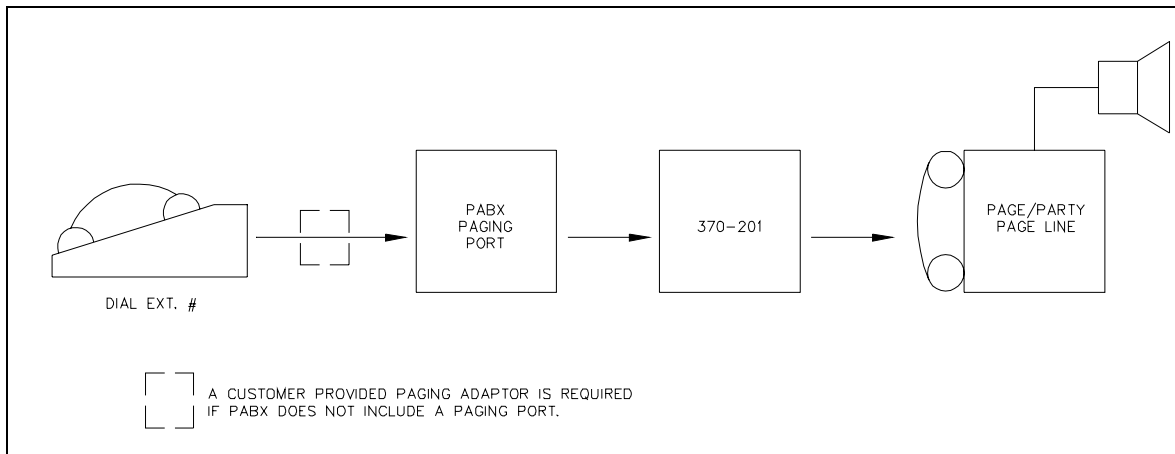 PABX
PAGING
PORT
370-201
PAGE/PARTY
PAGE LINE
DIAL EXT. #
A CUSTOMER PROVIDED PAGING ADAPTOR IS REQUIRED
IF PABX DOES NOT INCLUDE A PAGING PORT.